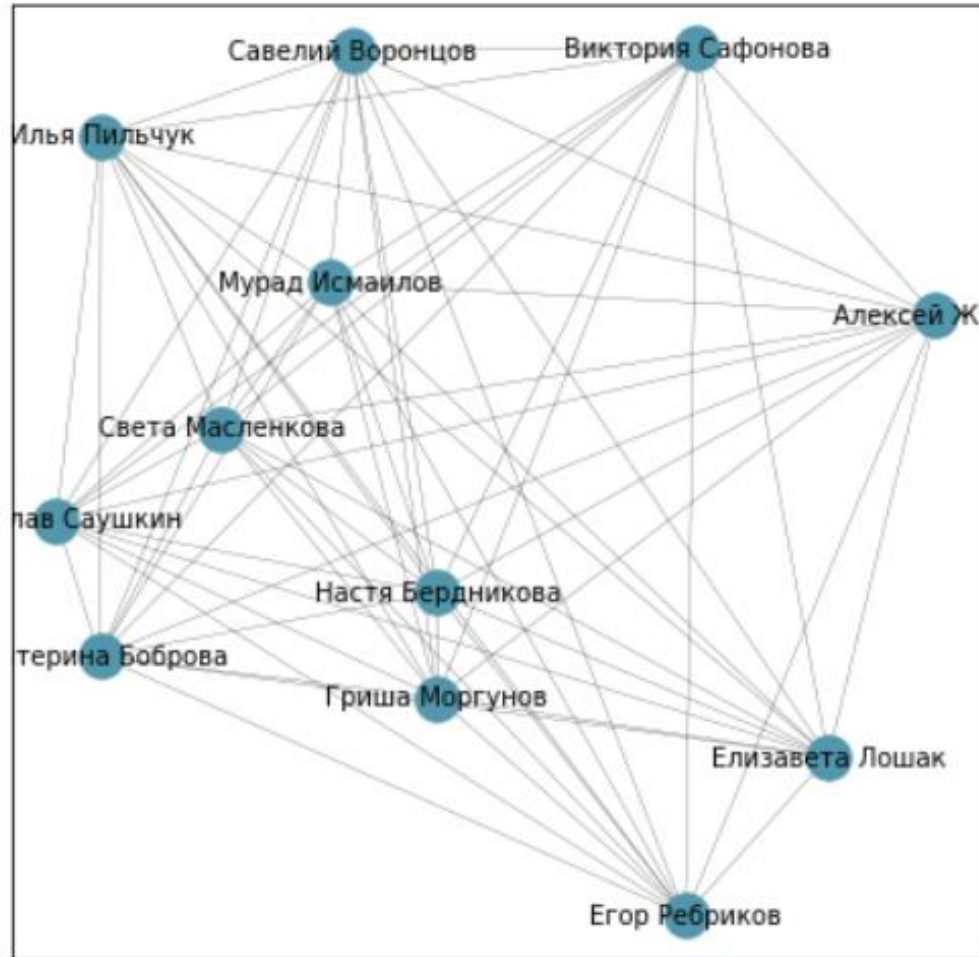 Савелий Воронцов
Виктория Сафонова
Илья Пильчук
Мурад Исмаилов
Алексей Ж
Света Масленкова
лав Саушкин
Настя Бердникова
терина Боброва
Гриша Моргунов
Елизавета Лошак
Егор Ребриков